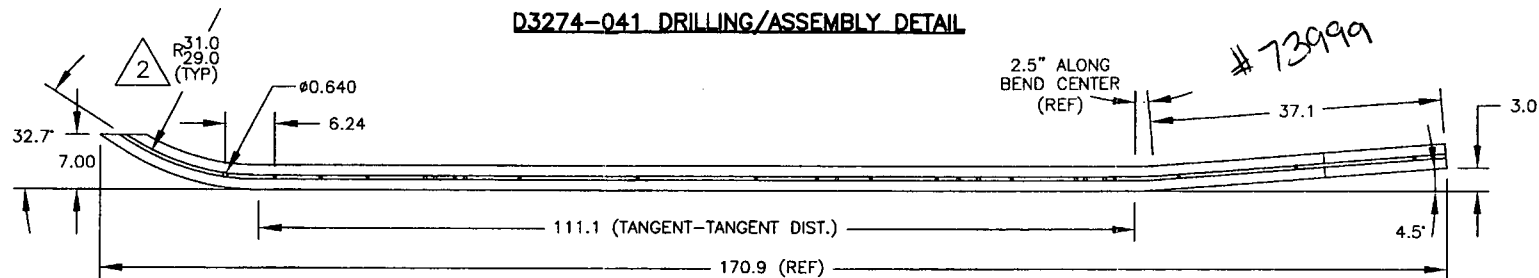 D3274-041 DRILLING/ASSEMBLY DETAIL
#73999
2
R31.0
29.0
(TYP)
Ø0.640
2.5" ALONG
BEND CENTER
(REF)
37.1
3.0
32.7°
6.24
7.00
111.1 (TANGENT-TANGENT DIST.)
4.5°
170.9 (REF)